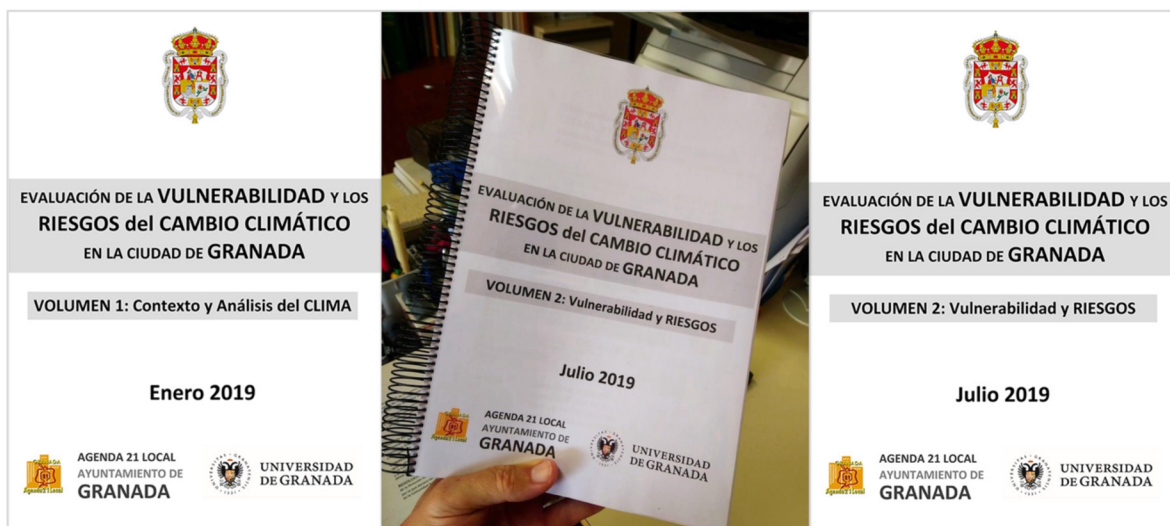 EVALUACIÓN DE LA VULNERABILIDAD Y LOS
RIESGOS del CAMBIO CLIMÁTICO
EN LA CIUDAD DE GRANADA
VOLUMEN 1: Contexto y Análisis del CLIMA
Enero 2019
AGENDA 21 LOCAL
AYUNTAMIENTO DE
GRANADA
UNIVERSIDAD
DE GRANADA
EVALUACIÓN DE LA VULNERABILIDAD Y LOS
RIESGOS del CAMBIO CLIMÁTICO
EN LA CIUDAD DE GRANADA
VOLUMEN 2: Vulnerabilidad y RIESGOS
Julio 2019
AGENDA 21 LOCAL
AYUNTAMIENTO DE
GRANADA
UNIVERSIDAD
DE GRANADA
EVALUACIÓN DE LA VULNERABILIDAD Y LOS
RIESGOS del CAMBIO CLIMÁTICO
EN LA CIUDAD DE GRANADA
VOLUMEN 2: Vulnerabilidad y RIESGOS
Julio 2019
AGENDA 21 LOCAL
AYUNTAMIENTO DE
GRANADA
UNIVERSIDAD
DE GRANADA